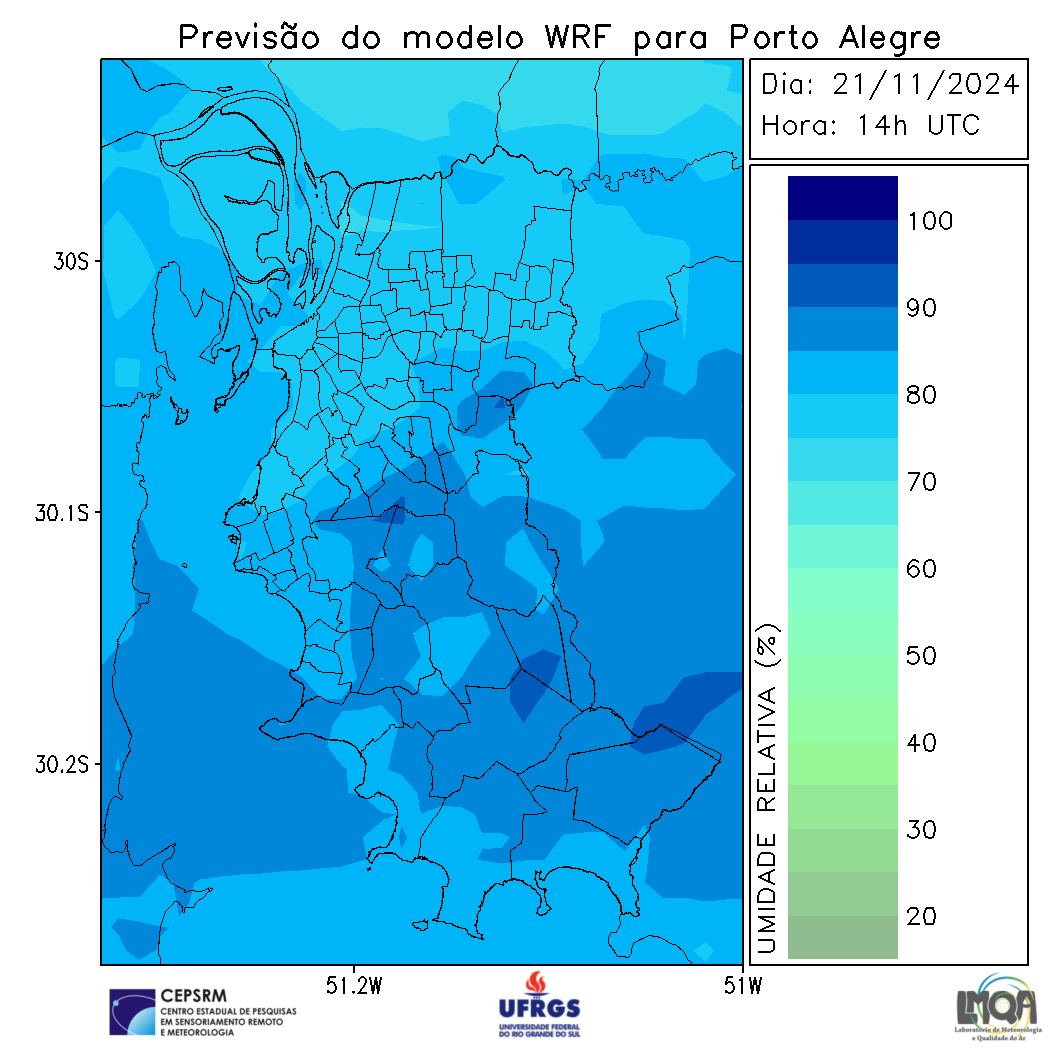 Previsão do modelo WRF para Porto Alegre
Dia: 21/11/2024
Hora: 14h UTC
30S
30.1S
30.2S
51.2W
51W
UMIDADE RELATIVA (%)
100
90
80
70
60
50
40
30
20
CEPSRM
CENTRO ESTADUAL DE PESQUISAS
EM SENSORIAMENTO REMOTO
E METEOROLOGIA
UFRGS
UNIVERSIDADE FEDERAL
DO RIO GRANDE DO SUL
LMQA
Laboratório de Meteorologia
e Qualidade do Ar